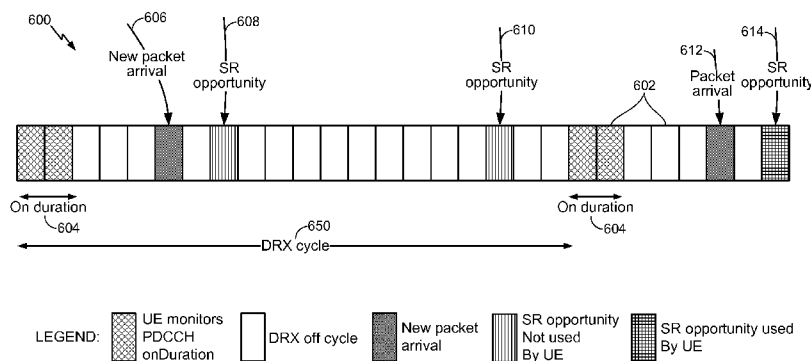 600
606
New packet
arrival
608
SR
opportunity
610
SR
opportunity
602
612
Packet
arrival
614
SR
opportunity
On duration
604
650
DRX cycle
On duration
604
LEGEND:
UE monitors
PDCCH
onDuration
DRX off cycle
New packet
arrival
SR opportunity
Not used
By UE
SR opportunity used
By UE